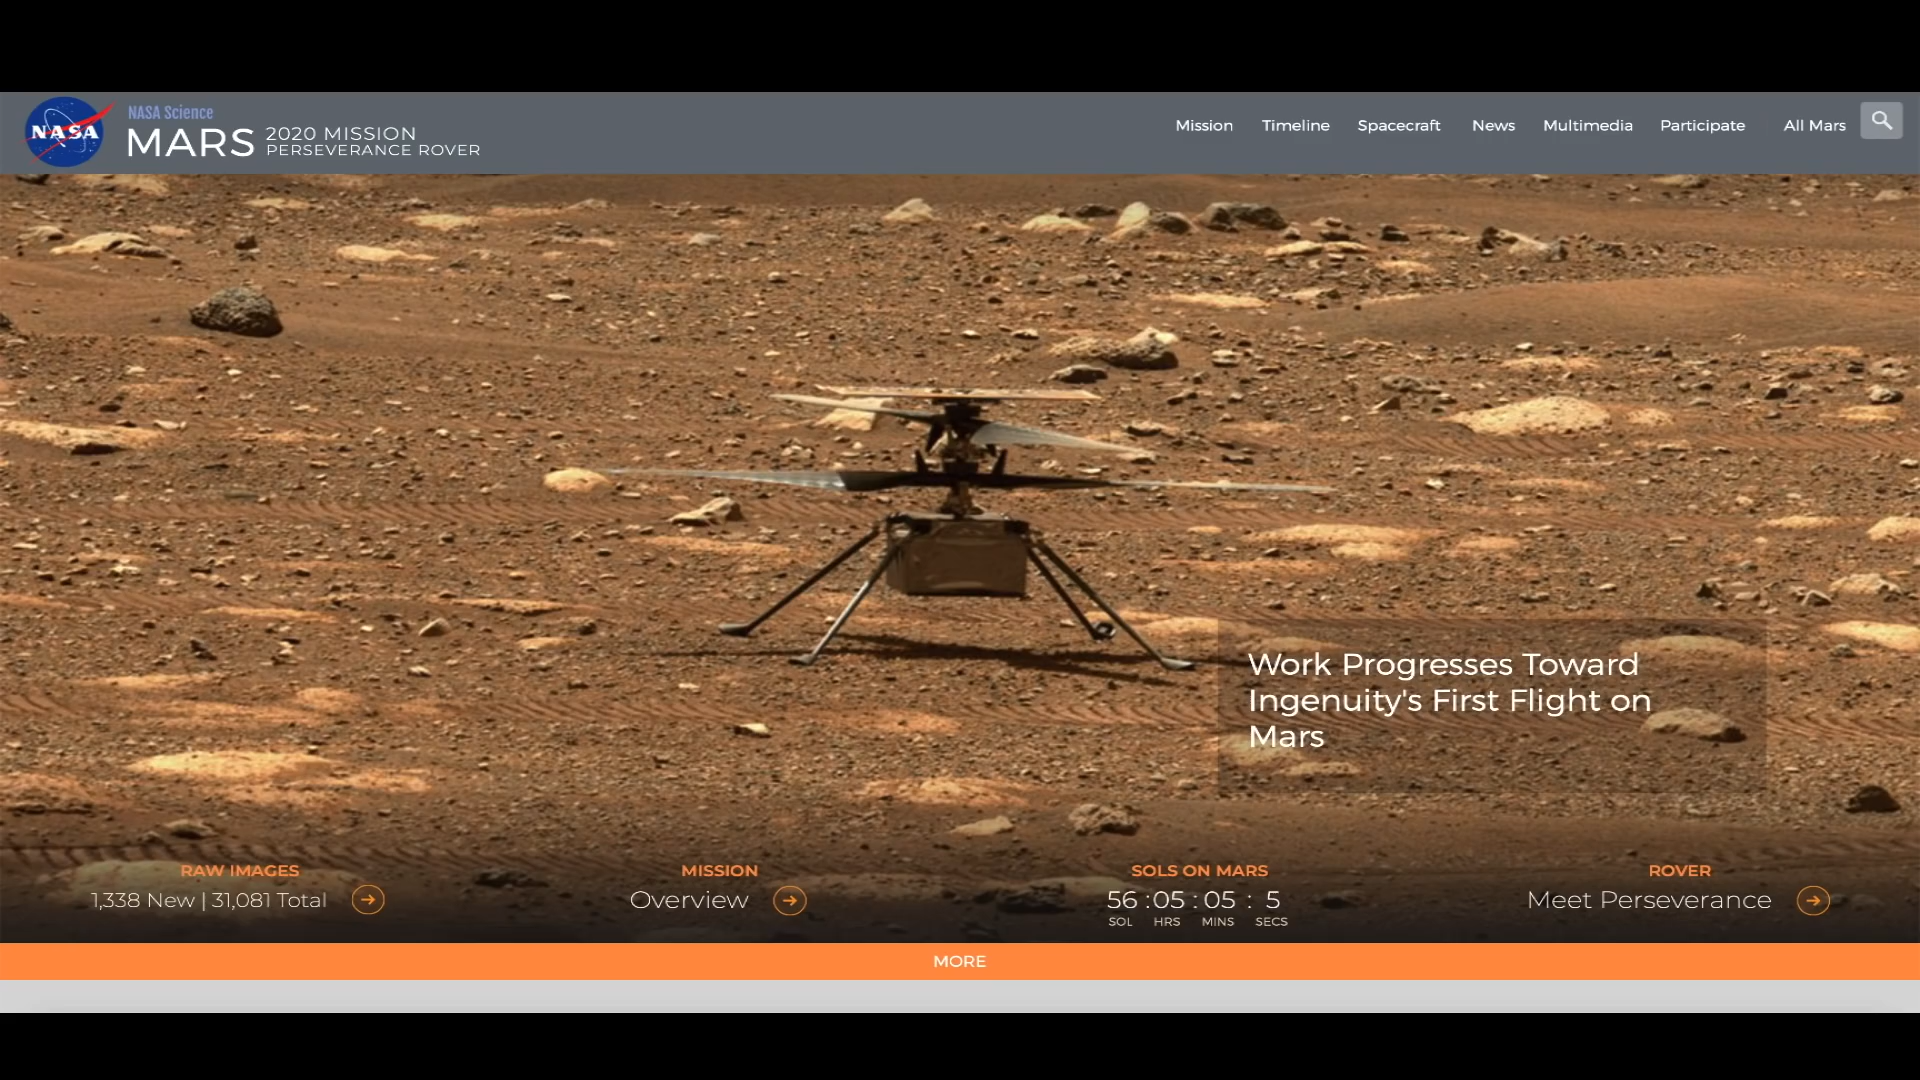 NASA
NASA Science
MARS 2020 MISSION
PERSEVERANCE ROVER
Mission Timeline Spacecraft News Multimedia Participate All Mars
Work Progresses Toward
Ingenuity's First Flight on
Mars
RAW IMAGES
1,338 New | 31,081 Total
MISSION
Overview
SOLS ON MARS
56 : 05 : 05 : 5
SOL HRS MINS SECS
ROVER
Meet Perseverance
MORE